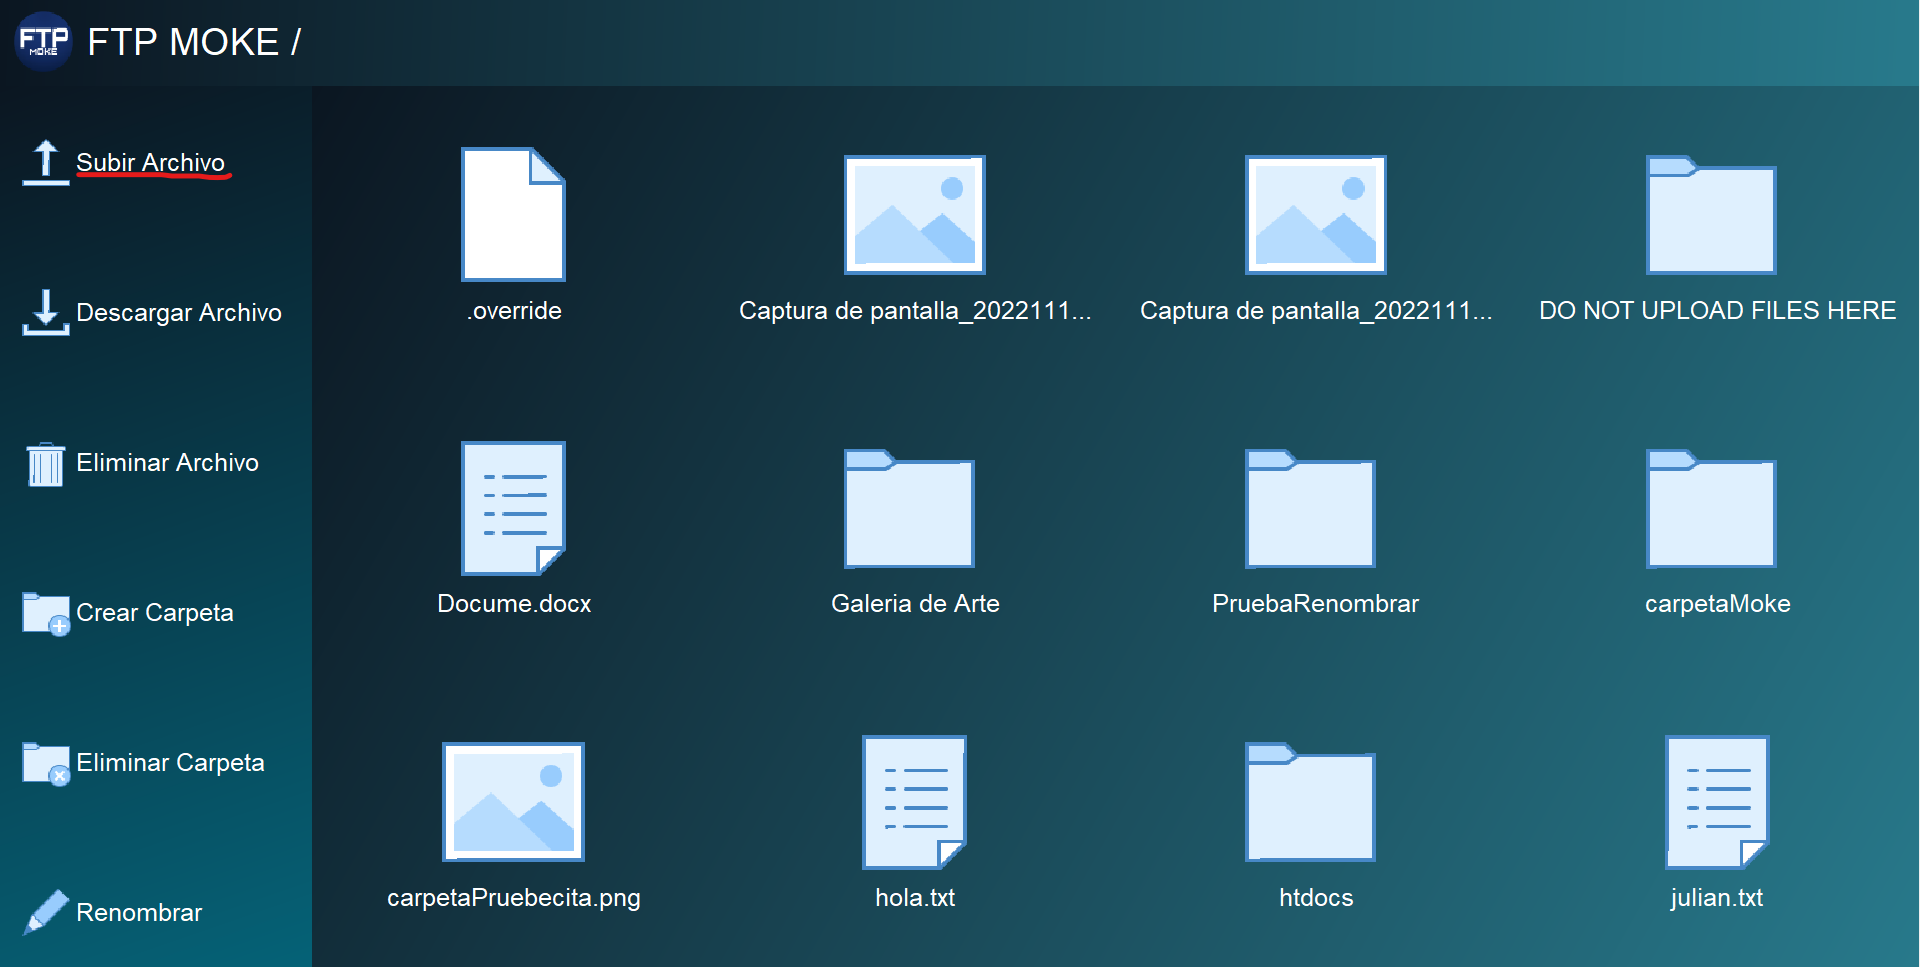 FTP
MOKE
FTP MOKE /
Subir Archivo
Descargar Archivo
Eliminar Archivo
Crear Carpeta
Eliminar Carpeta
Renombrar
.override
Captura de pantalla_2022111...
Captura de pantalla_2022111...
DO NOT UPLOAD FILES HERE
Docume.docx
Galeria de Arte
PruebaRenombrar
carpetaMoke
carpetaPruebecita.png
hola.txt
htdocs
julian.txt